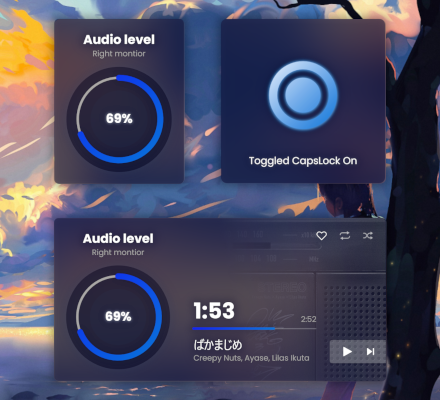 Audio level
Right montior
69%
Toggled CapsLock On
Audio level
Right montior
69%
1:53
2:52
ばかまじめ
Creepy Nuts, Ayase, Lilas Ikuta